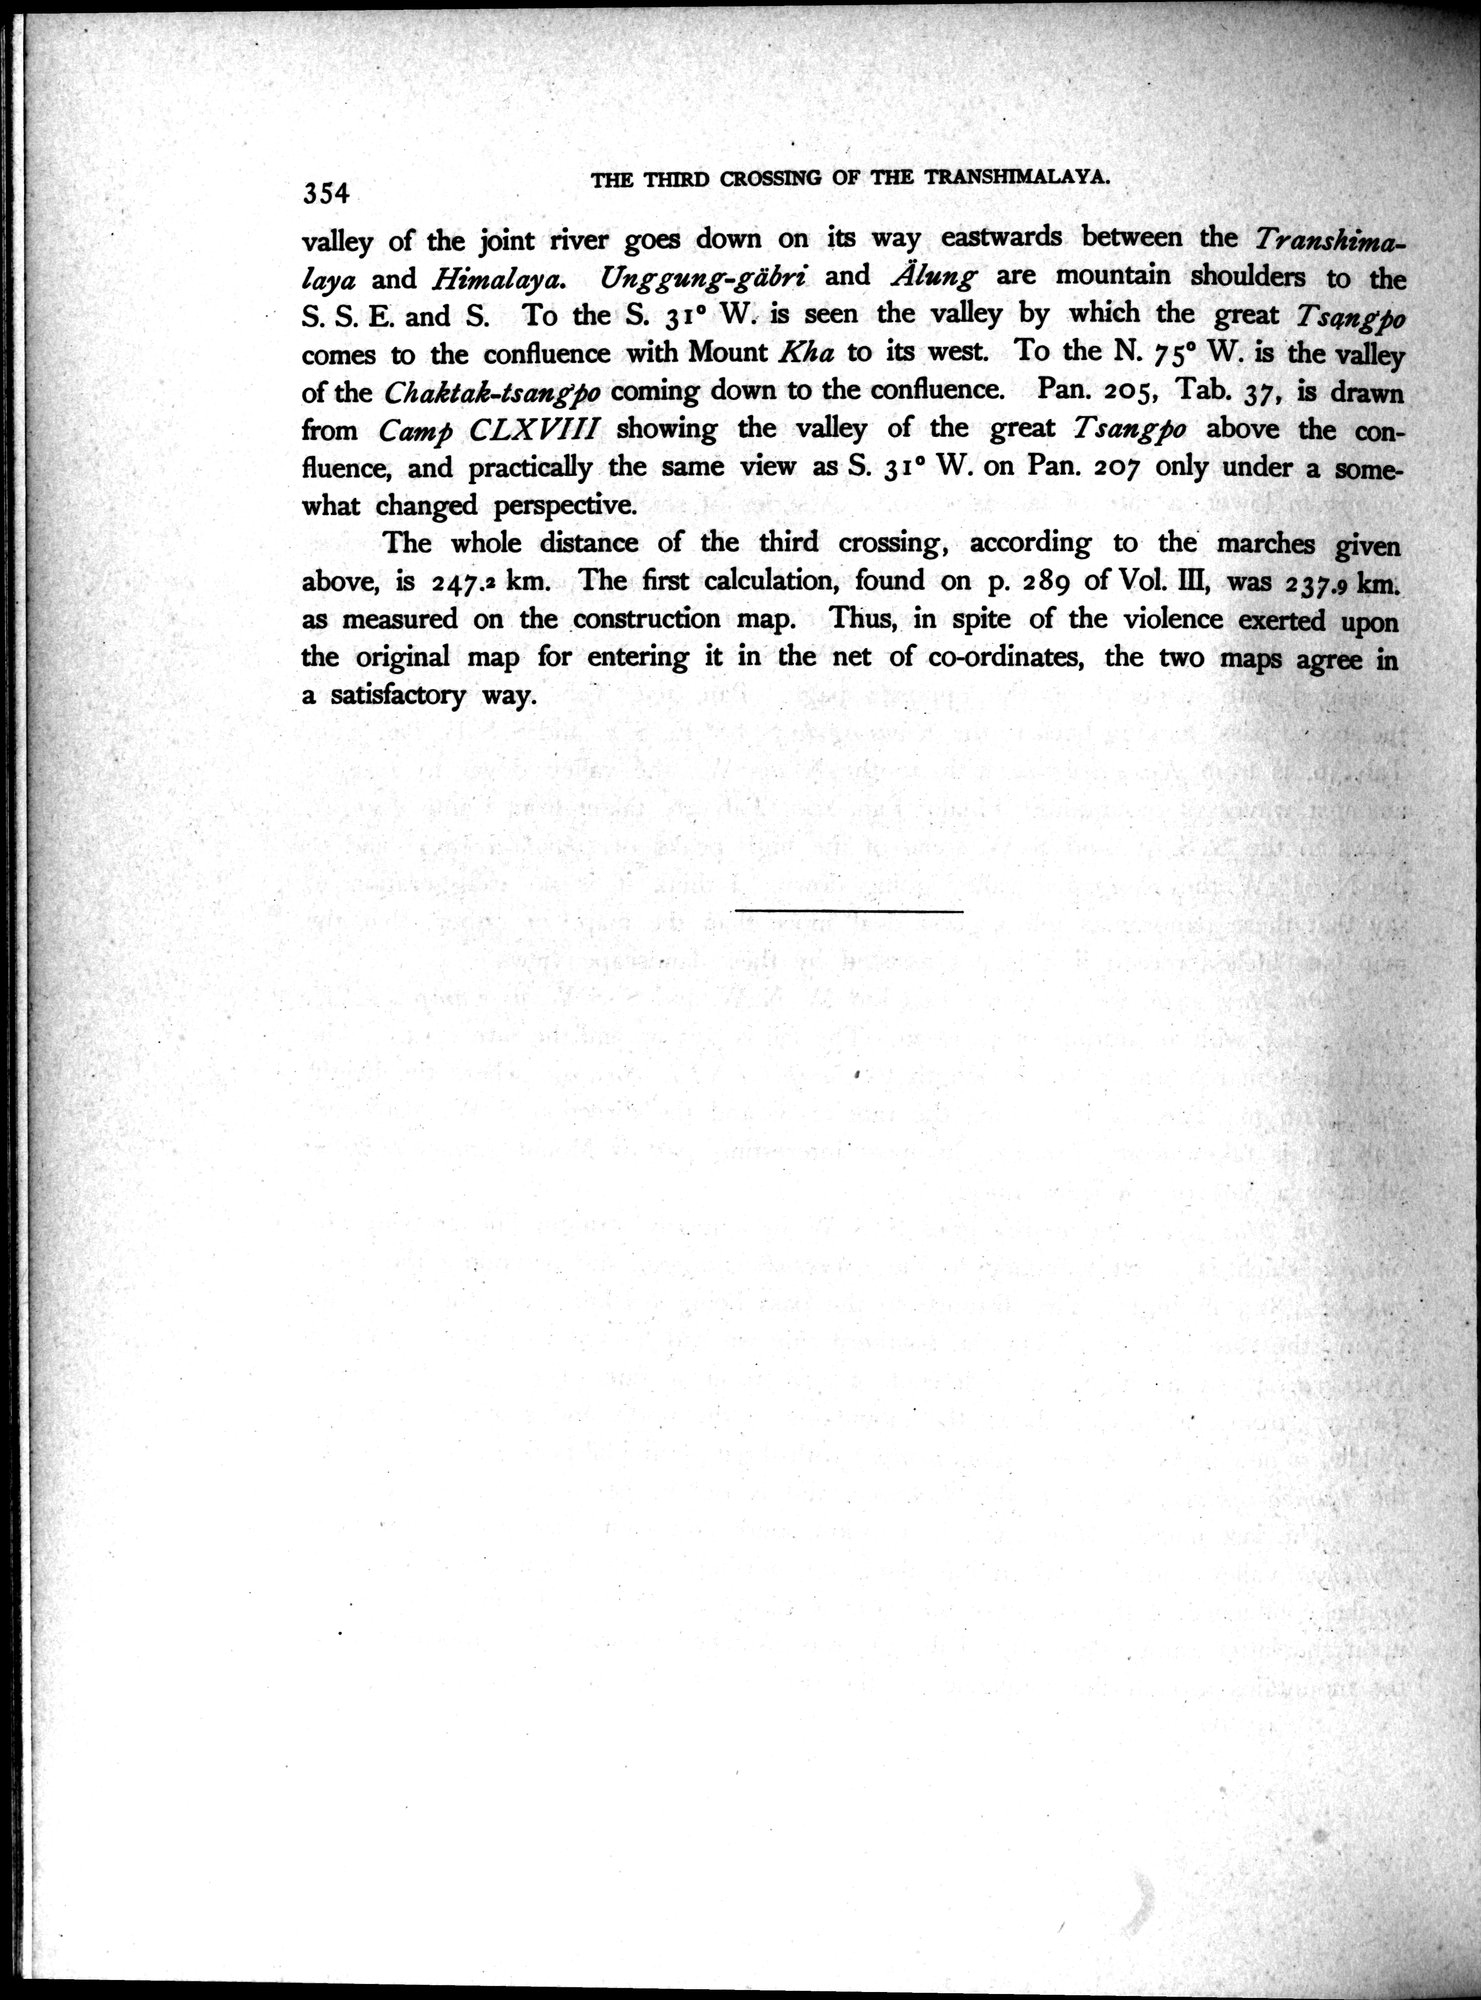 354
THE THIRD CROSSING OF THE TRANSHIMALAYA.
valley of the joint river goes down on its way eastwards between the Transhima-
laya and Himalaya. Unggung-gäbri and Älung are mountain shoulders to the
S. S. E. and S. To the S. 31° W. is seen the valley by which the great Tsangpo
comes to the confluence with Mount Kha to its west. To the N. 75° W. is the valley
of the Chaktak-tsangpo coming down to the confluence. Pan. 205, Tab. 37, is drawn
from Camp CLXVIII showing the valley of the great Tsangpo above the con-
fluence, and practically the same view as S. 31° W. on Pan. 207 only under a some-
what changed perspective.
The whole distance of the third crossing, according to the marches given
above, is 247.2 km. The first calculation, found on p. 289 of Vol. III, was 237.9 km.
as measured on the construction map. Thus, in spite of the violence exerted upon
the original map for entering it in the net of co-ordinates, the two maps agree in
a satisfactory way.